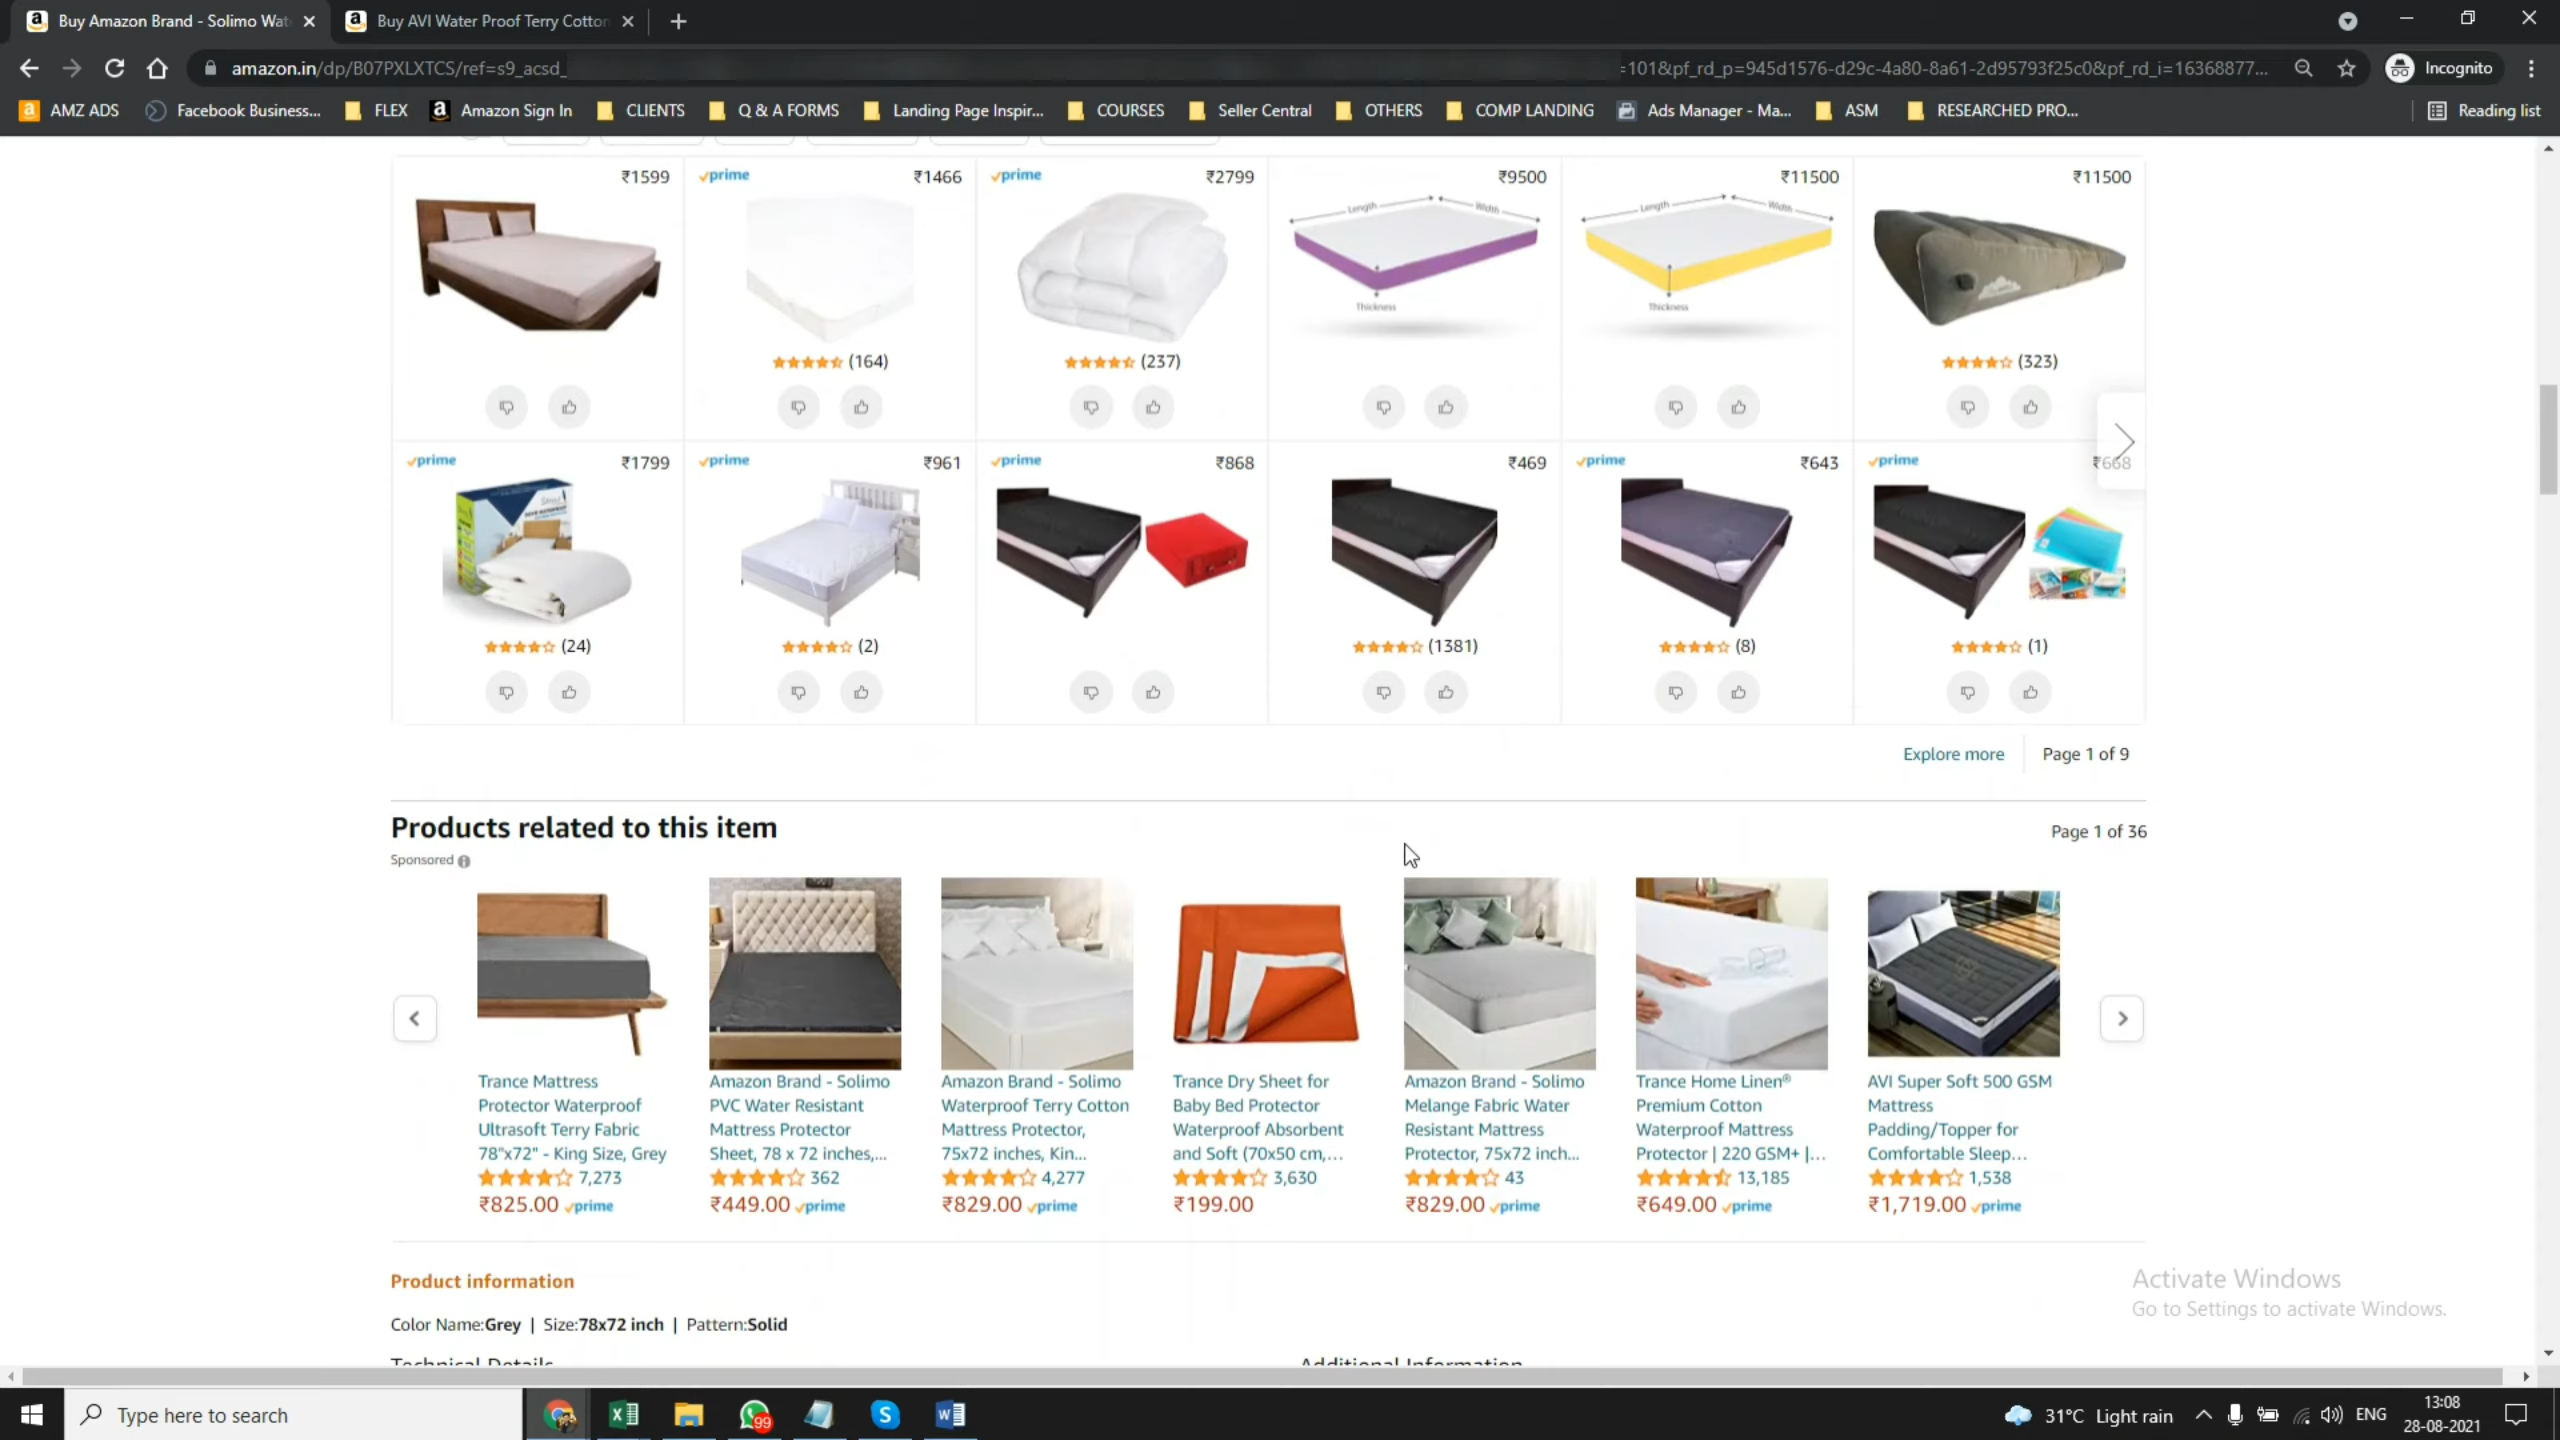 Buy Amazon Brand - Solimo Wat
Buy AVI Water Proof Terry Cotton
amazon.in/dp/B07PXLXTCS/ref=s9_acsd_
=101&pf_rd_p=945d1576-d29c-4a80-8a61-2d95793f25c0&pf_rd_i=16368877...
Incognito
AMZ ADS
Facebook Business...
FLEX
Amazon Sign In
CLIENTS
Q & A FORMS
Landing Page Inspir...
COURSES
Seller Central
OTHERS
COMP LANDING
Ads Manager - Ma...
ASM
RESEARCHED PRO...
Reading list
₹1599
prime ₹1466
prime ₹2799
₹9500
₹11500
₹11500
Length Width
Thickness
Length Width
Thickness
(164)
(237)
(323)
prime ₹1799
prime ₹961
prime ₹868
₹469
prime ₹643
prime ₹668
(24)
(2)
(1381)
(8)
(1)
Explore more
Page 1 of 9
Products related to this item
Page 1 of 36
Sponsored
Trance Mattress
Protector Waterproof
Ultrasoft Terry Fabric
78"x72" - King Size, Grey
7,273
₹825.00 prime
Amazon Brand - Solimo
PVC Water Resistant
Mattress Protector
Sheet, 78 x 72 inches,...
362
₹449.00 prime
Amazon Brand - Solimo
Waterproof Terry Cotton
Mattress Protector,
75x72 inches, Kin...
4,277
₹829.00 prime
Trance Dry Sheet for
Baby Bed Protector
Waterproof Absorbent
and Soft (70x50 cm,...
3,630
₹199.00
Amazon Brand - Solimo
Melange Fabric Water
Resistant Mattress
Protector, 75x72 inch...
43
₹829.00 prime
Trance Home Linen®
Premium Cotton
Waterproof Mattress
Protector | 220 GSM+ |...
13,185
₹649.00 prime
AVI Super Soft 500 GSM
Mattress
Padding/Topper for
Comfortable Sleep...
1,538
₹1,719.00 prime
Product information
Color Name:Grey | Size:78x72 inch | Pattern:Solid
Technical Details
Additional Information
Activate Windows
Go to Settings to activate Windows.
Type here to search
99
31°C Light rain
ENG
13:08
28-08-2021